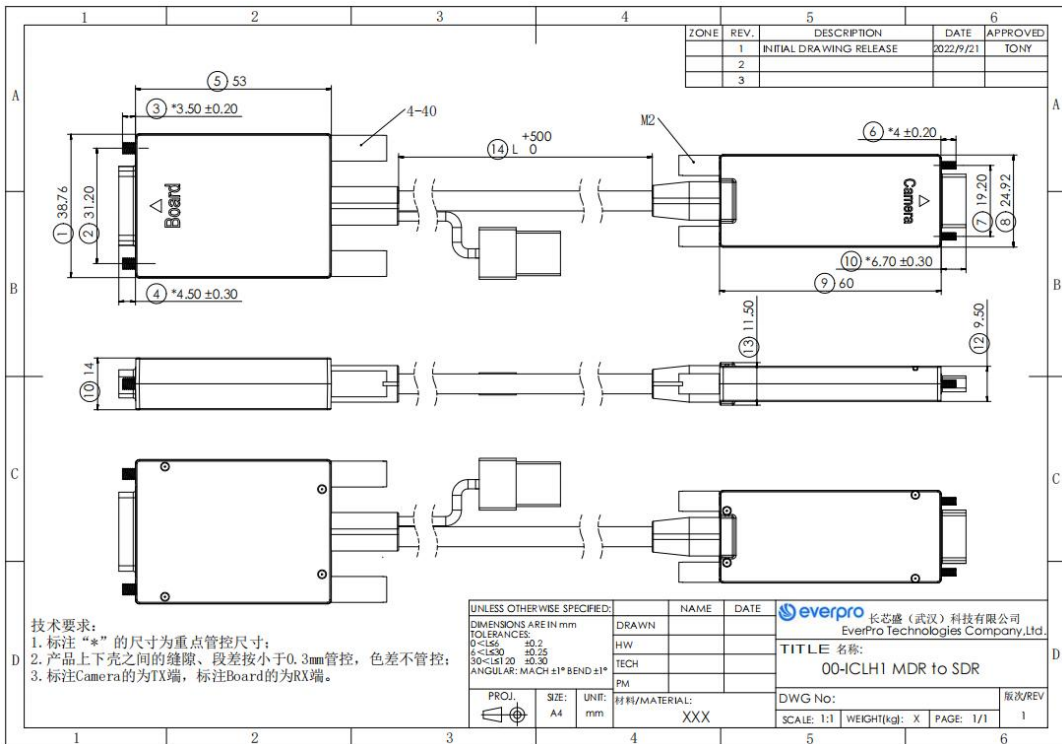 1 2 3 4 5 6
ZONE REV. DESCRIPTION DATE APPROVED
1 INITIAL DRAWING RELEASE 2022/9/21 TONY
2
3
A A
⑤ 53
③ *3.50 ±0.20
4-40
⑭ L +500 0
M2
⑥ *4 ±0.20
① 38.76
② 31.20
Board
Camera
⑦ 19.20
⑧ 24.92
④ *4.50 ±0.30
⑩ *6.70 ±0.30
⑨ 60
B B
⑩ 14
⑬ 11.50
⑫ 9.50
C C
技术要求:
1.标注“*”的尺寸为重点管控尺寸;
2.产品上下壳之间的缝隙、段差按小于0.3mm管控,色差不管控;
3.标注Camera的为TX端,标注Board的为RX端。
D D
UNLESS OTHERWISE SPECIFIED:
DIMENSIONS ARE IN mm
TOLERANCES:
0<L≤6 ±0.2
6<L≤30 ±0.25
30<L≤120 ±0.30
ANGULAR: MACH ±1° BEND ±1°
PROJ. SIZE: UNIT:
A4 mm
NAME DATE
DRAWN
HW
TECH
PM
材料/MATERIAL:
XXX
everpro 长芯盛(武汉)科技有限公司
EverPro Technologies Company,Ltd.
TITLE 名称:
00-ICLH1 MDR to SDR
DWG No: 版次/REV
SCALE: 1:1 WEIGHT(kg): X PAGE: 1/1 1
1 2 3 4 5 6